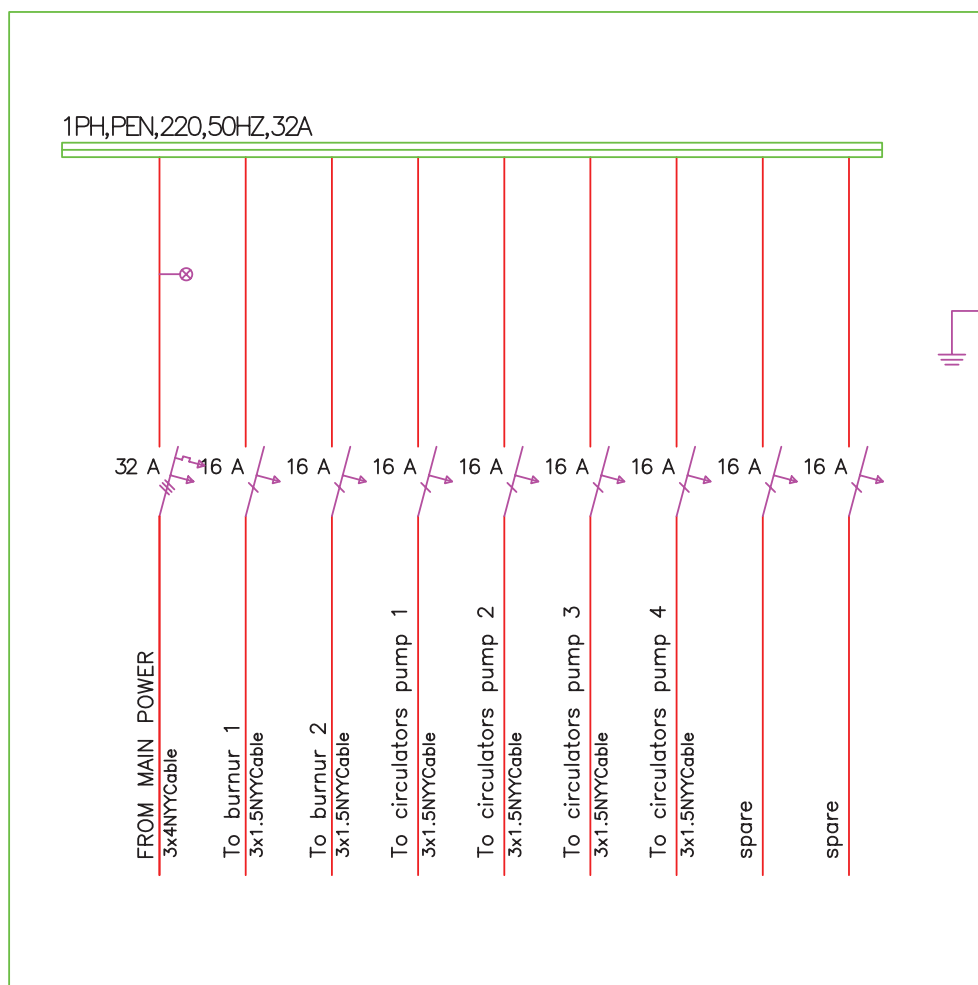 1PH,PEN,220,50HZ,32A
32 A
16 A
16 A
16 A
16 A
16 A
16 A
16 A
16 A
FROM MAIN POWER
3x4NYYCable
To burnur 1
3x1.5NYYCable
To burnur 2
3x1.5NYYCable
To circulators pump 1
3x1.5NYYCable
To circulators pump 2
3x1.5NYYCable
To circulators pump 3
3x1.5NYYCable
To circulators pump 4
3x1.5NYYCable
spare
spare